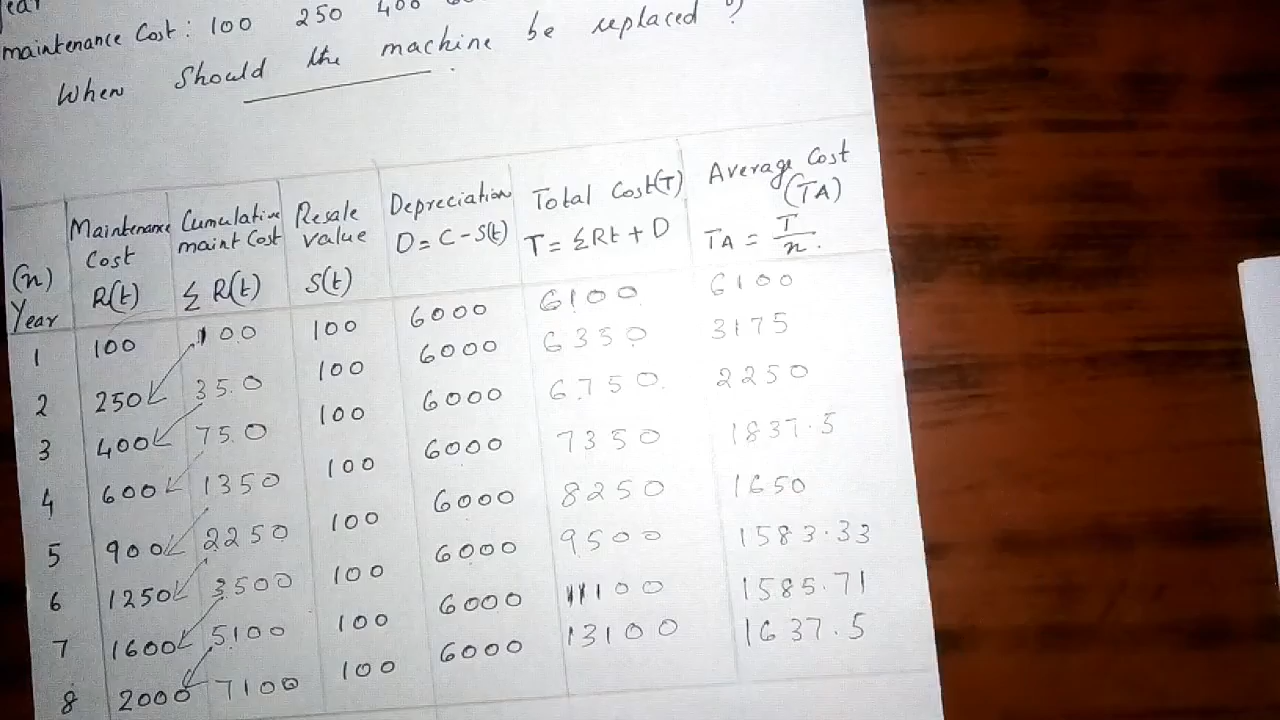 maintenance Cost : 100 250 400
When should the machine be replaced ?
(n) Year Maintenance Cost R(t) Cumulative maint Cost Σ R(t) Resale value S(t) Depreciation D = C - S(t) Total Cost(T) T = ΣRt + D Average Cost (TA) TA = T/n.
1 100 100 100 6000 6100 6100
2 250 350 100 6000 6350 3175
3 400 750 100 6000 6750 2250
4 600 1350 100 6000 7350 1837.5
5 900 2250 100 6000 8250 1650
6 1250 3500 100 6000 9500 1583.33
7 1600 5100 100 6000 11100 1585.71
8 2000 7100 100 6000 13100 1637.5